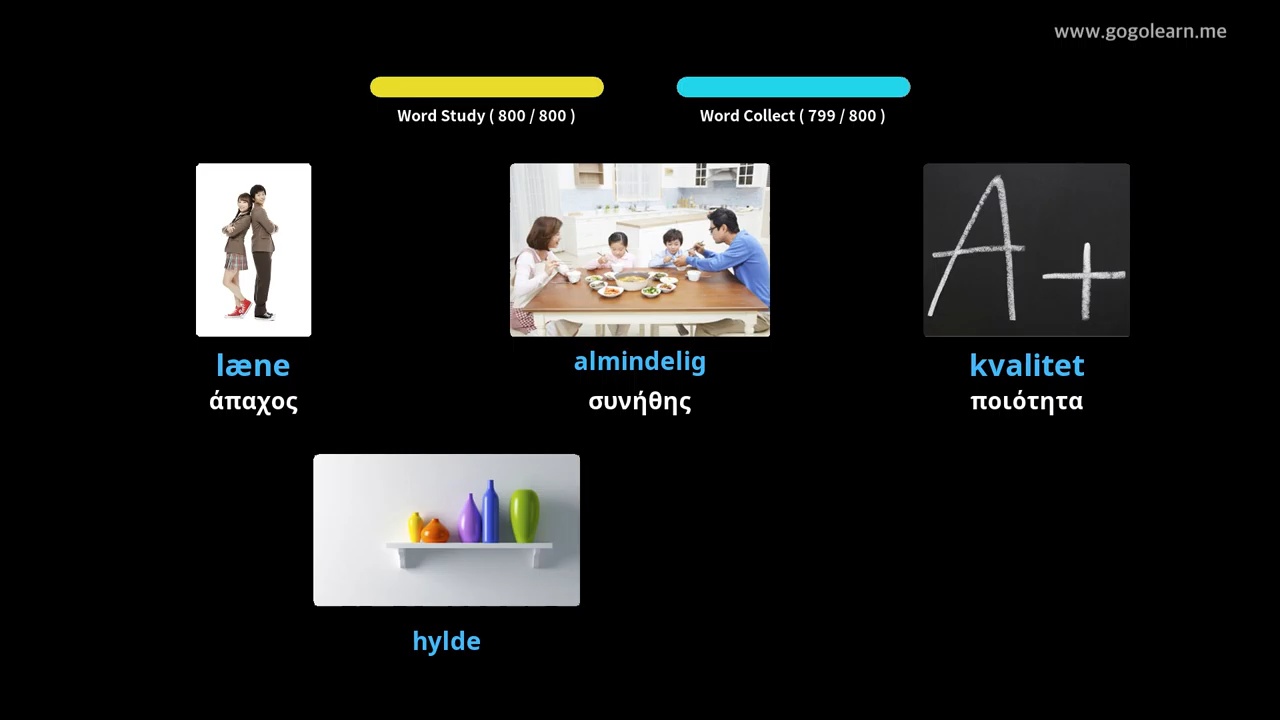 www.gogolearn.me
Word Study ( 800 / 800 )
Word Collect ( 799 / 800 )
A+
læne
almindelig
kvalitet
άπαχος
συνήθης
ποιότητα
hylde